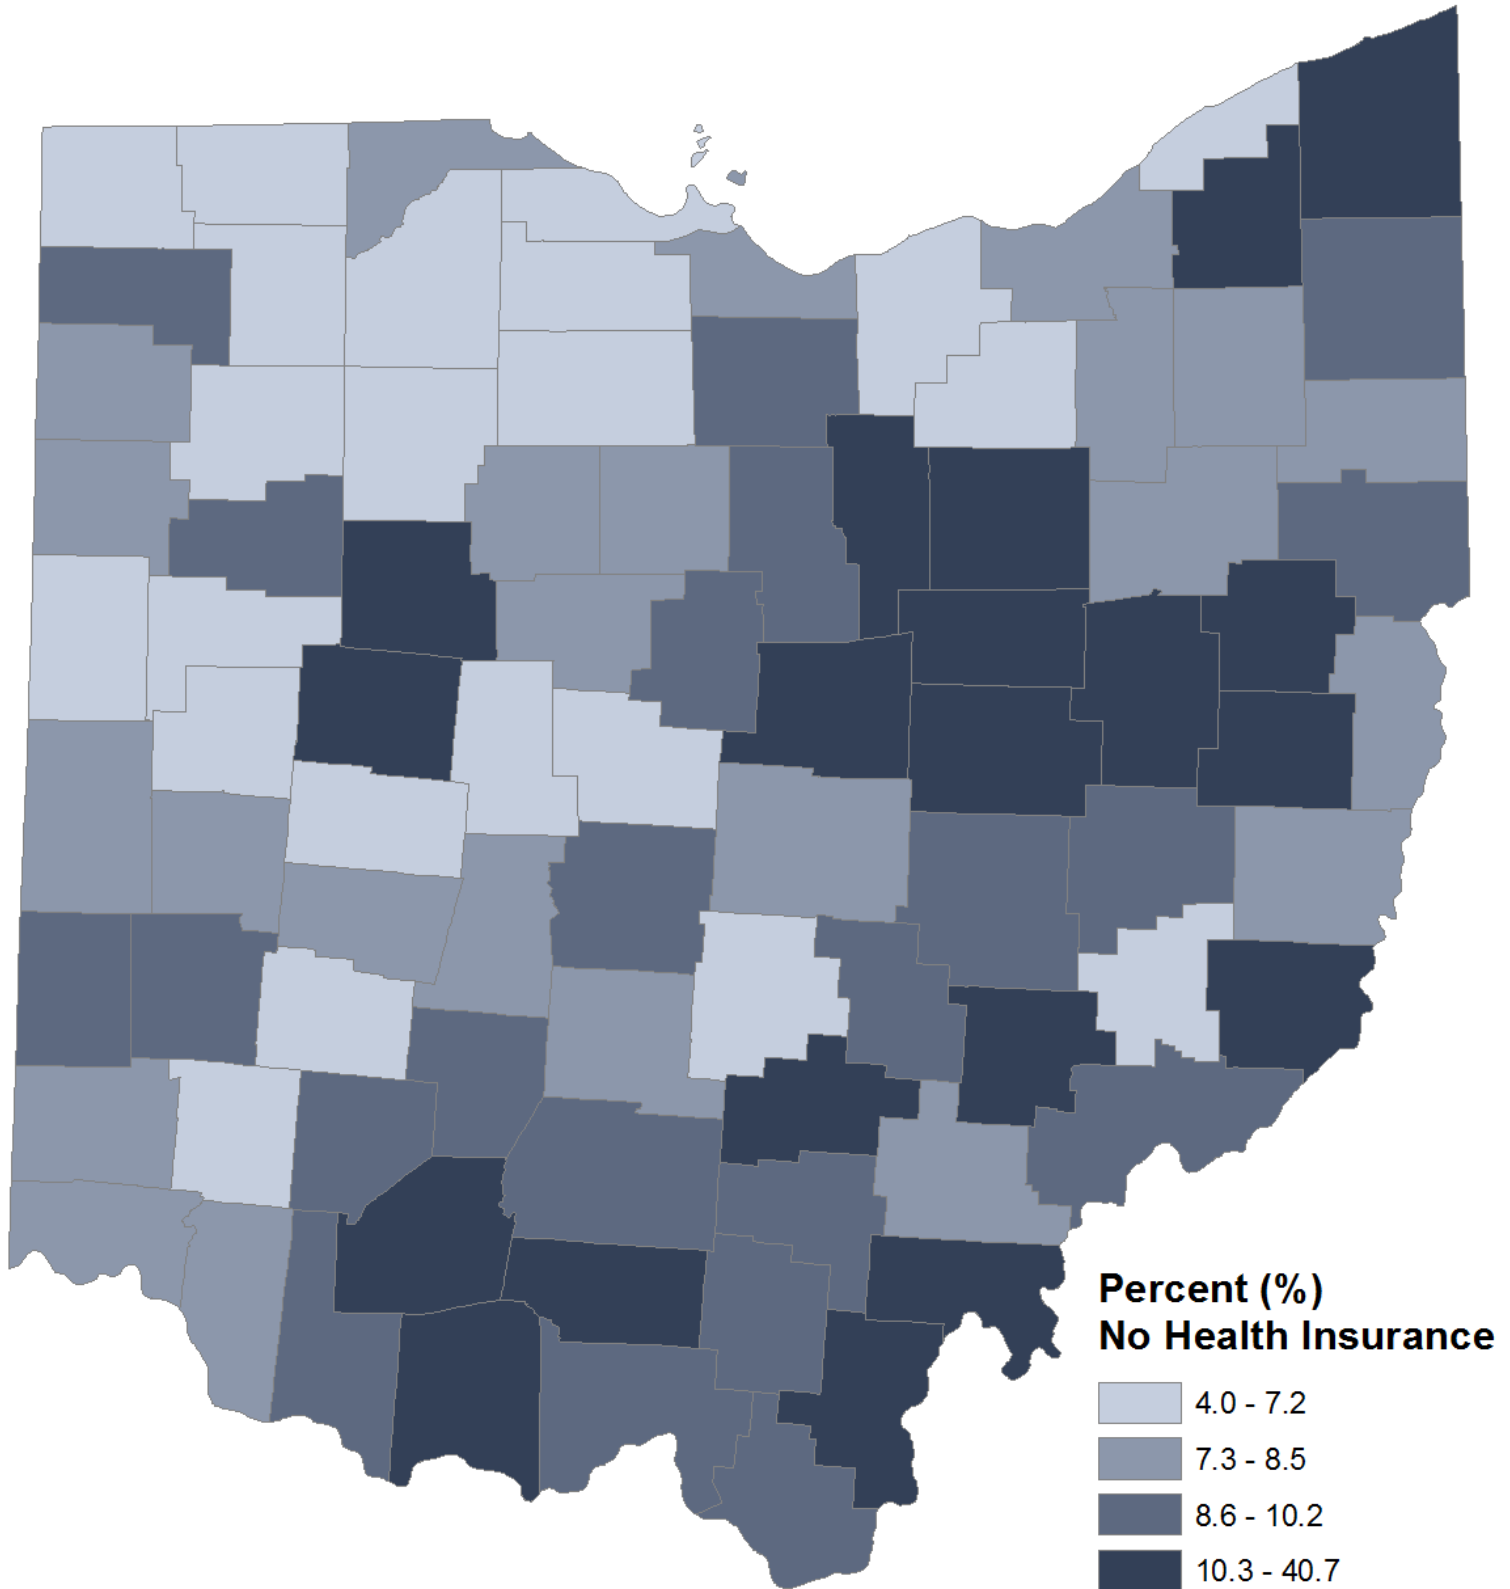 Percent (%)
No Health Insurance
4.0 - 7.2
7.3 - 8.5
8.6 - 10.2
10.3 - 40.7